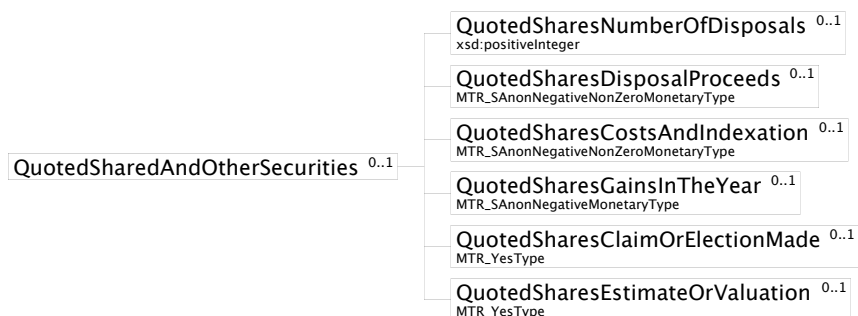 QuotedSharesNumberOfDisposals 0..1
xsd:positiveInteger
QuotedSharesDisposalProceeds 0..1
MTR_SAnonNegativeNonZeroMonetaryType
QuotedSharesCostsAndIndexation 0..1
MTR_SAnonNegativeNonZeroMonetaryType
QuotedSharedAndOtherSecurities 0..1
QuotedSharesGainsInTheYear 0..1
MTR_SAnonNegativeMonetaryType
QuotedSharesClaimOrElectionMade 0..1
MTR_YesType
QuotedSharesEstimateOrValuation 0..1
MTR_YesType